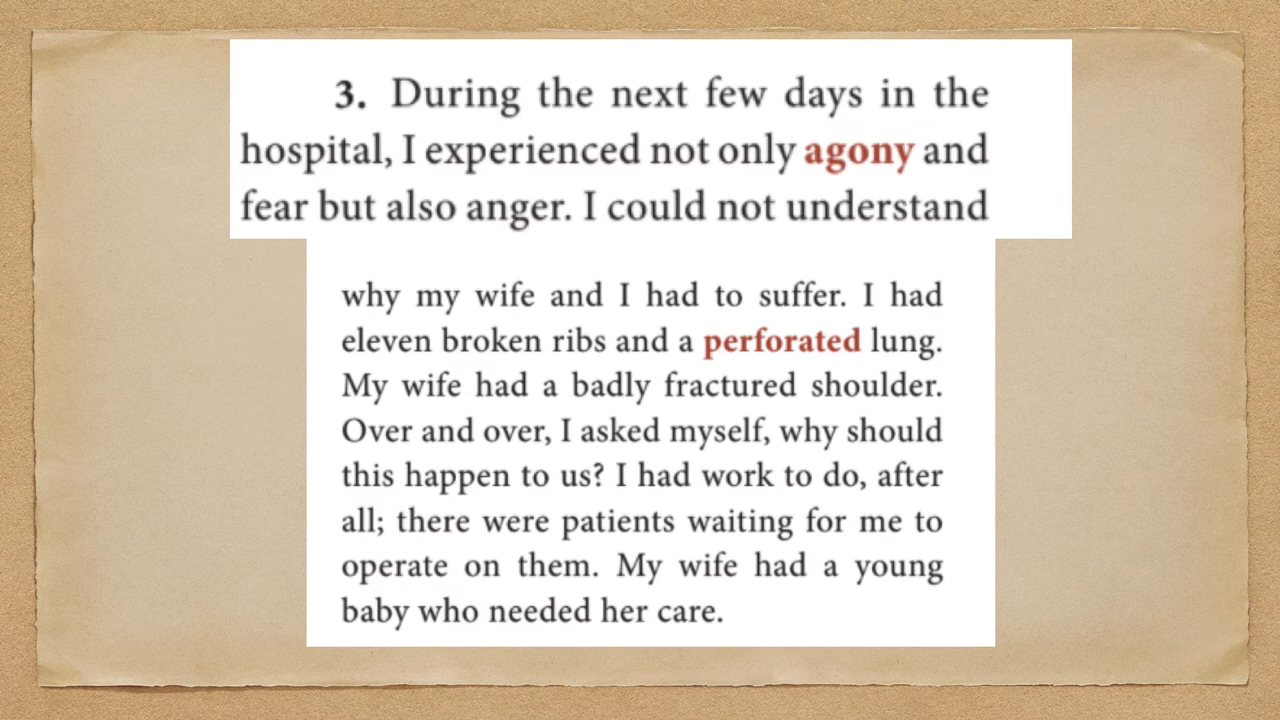 3. During the next few days in the
hospital, I experienced not only agony and
fear but also anger. I could not understand
why my wife and I had to suffer. I had
eleven broken ribs and a perforated lung.
My wife had a badly fractured shoulder.
Over and over, I asked myself, why should
this happen to us? I had work to do, after
all; there were patients waiting for me to
operate on them. My wife had a young
baby who needed her care.